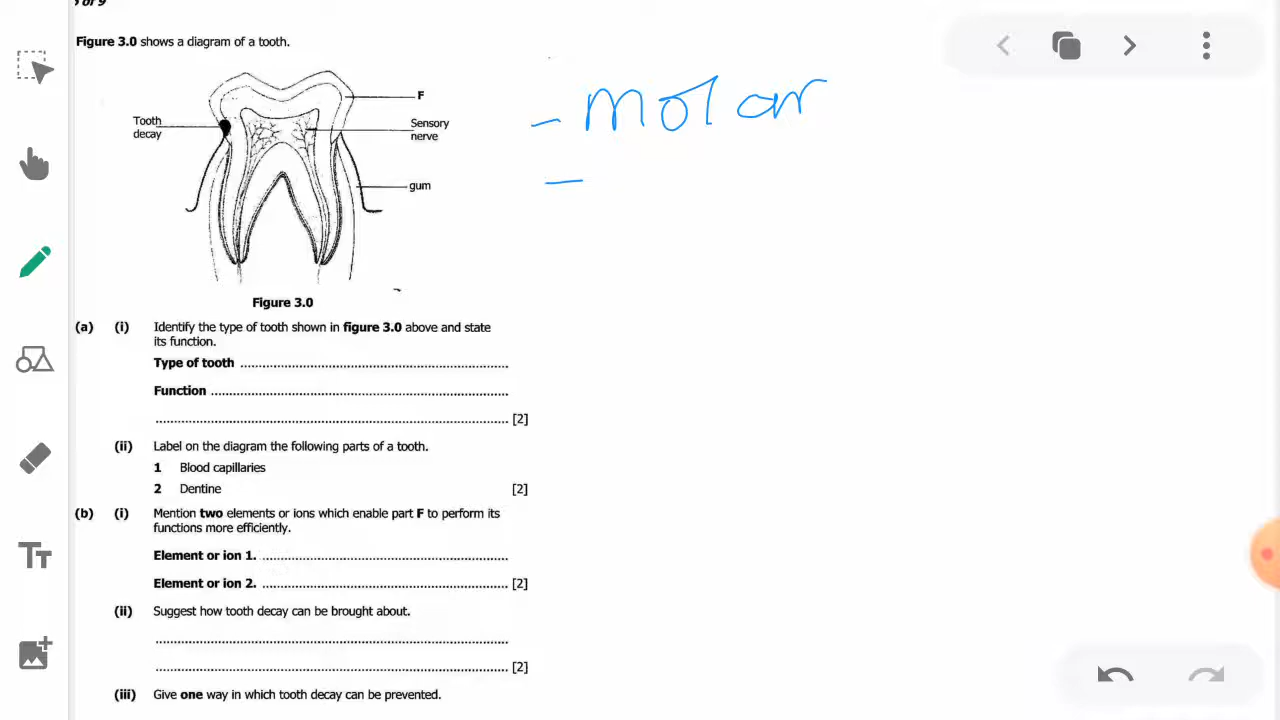 Figure 3.0 shows a diagram of a tooth.
- molar
F
Tooth decay
Sensory nerve
gum
-
Figure 3.0
(a) (i) Identify the type of tooth shown in figure 3.0 above and state
its function.
Type of tooth ................................................
Function ................................................
................................................ [2]
(ii) Label on the diagram the following parts of a tooth.
1 Blood capillaries
2 Dentine [2]
(b) (i) Mention two elements or ions which enable part F to perform its
functions more efficiently.
Element or ion 1. ................................................
Element or ion 2. ................................................ [2]
(ii) Suggest how tooth decay can be brought about.
................................................
................................................ [2]
(iii) Give one way in which tooth decay can be prevented.
Tт